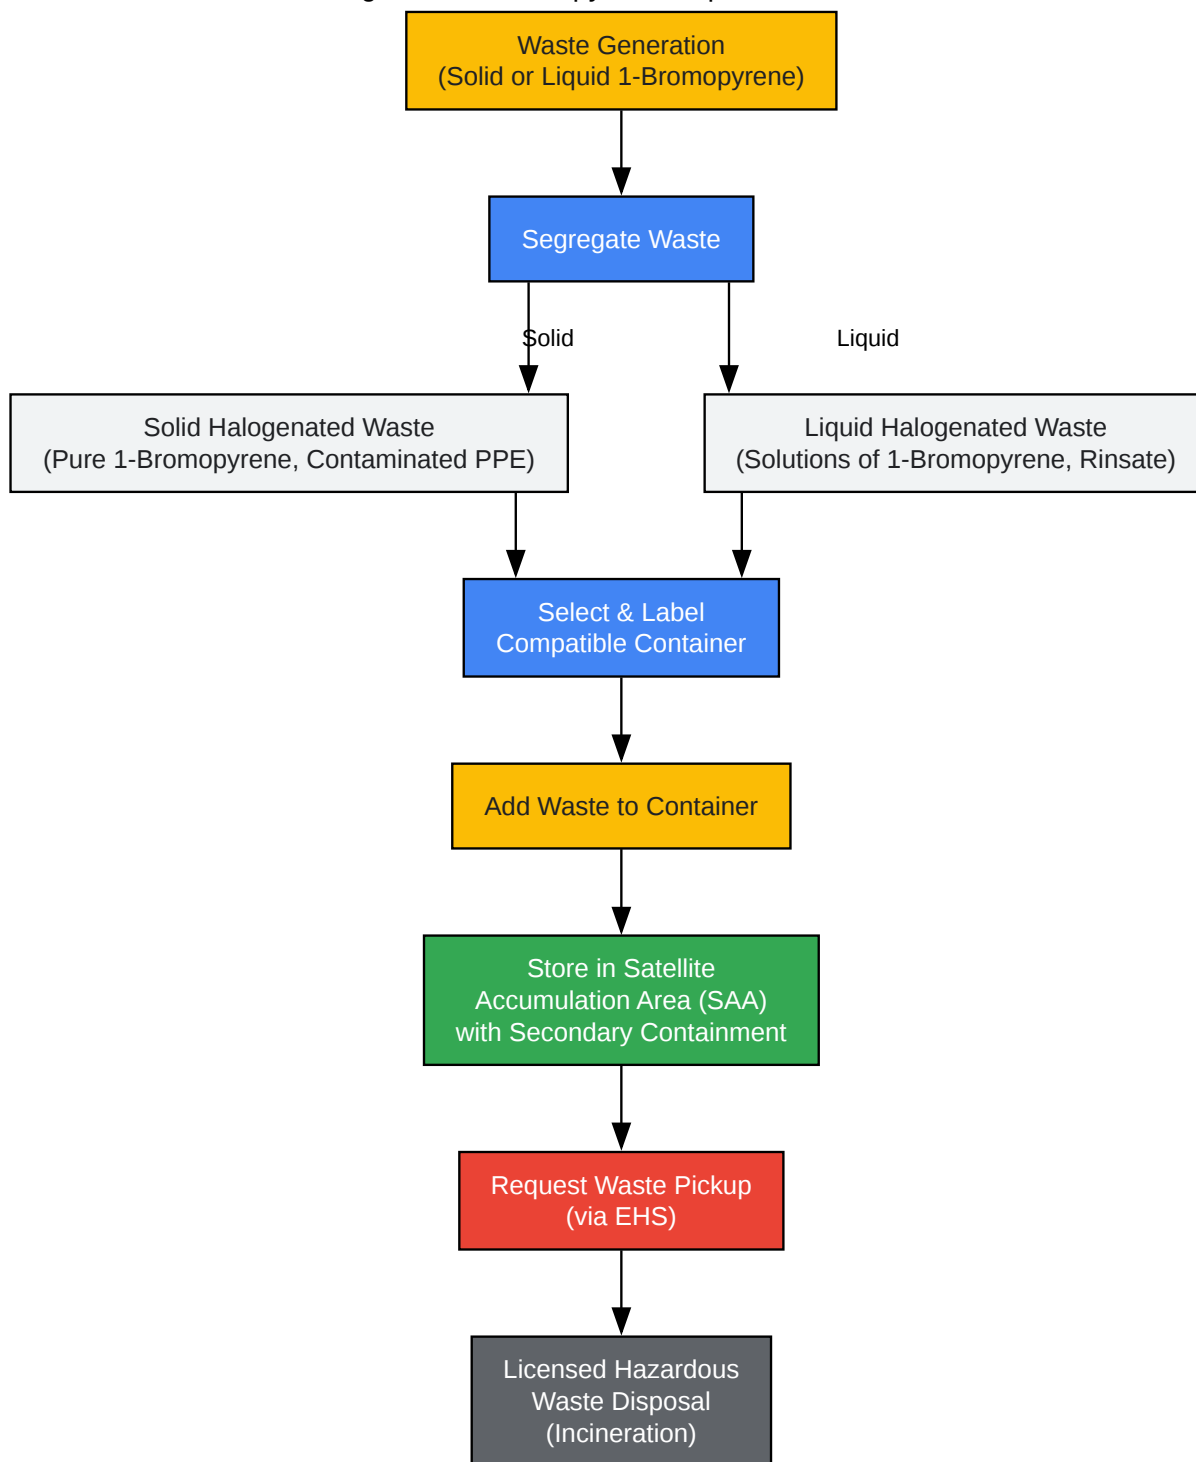 Waste Generation
(Solid or Liquid 1-Bromopyrene)
Segregate Waste
Solid
Liquid
Solid Halogenated Waste
(Pure 1-Bromopyrene, Contaminated PPE)
Liquid Halogenated Waste
(Solutions of 1-Bromopyrene, Rinsate)
Select & Label
Compatible Container
Add Waste to Container
Store in Satellite
Accumulation Area (SAA)
with Secondary Containment
Request Waste Pickup
(via EHS)
Licensed Hazardous
Waste Disposal
(Incineration)